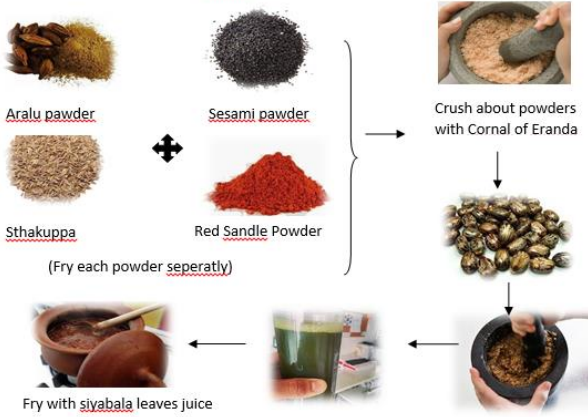 Aralu pawder
Sesami pawder
Crush about powders
with Cornal of Eranda
Sthakuppa
Red Sandle Powder
(Fry each powder seperatly)
Fry with siyabala leaves juice